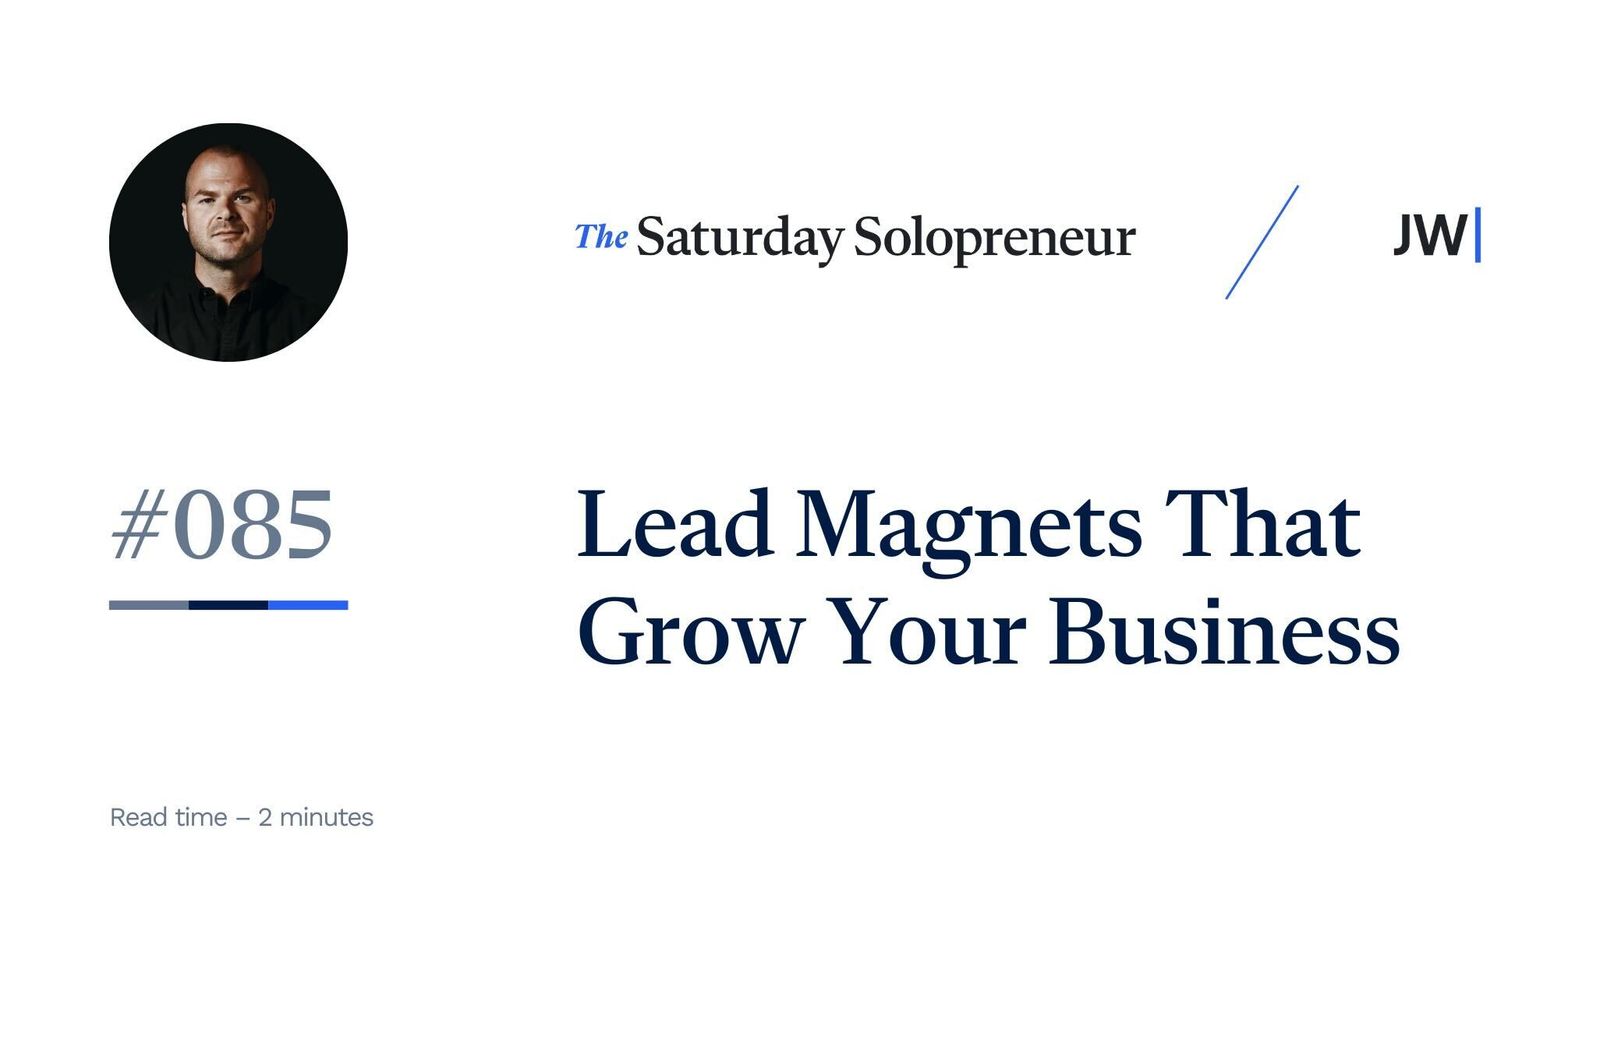 The Saturday Solopreneur
JW
#085
Lead Magnets That
Grow Your Business
Read time – 2 minutes